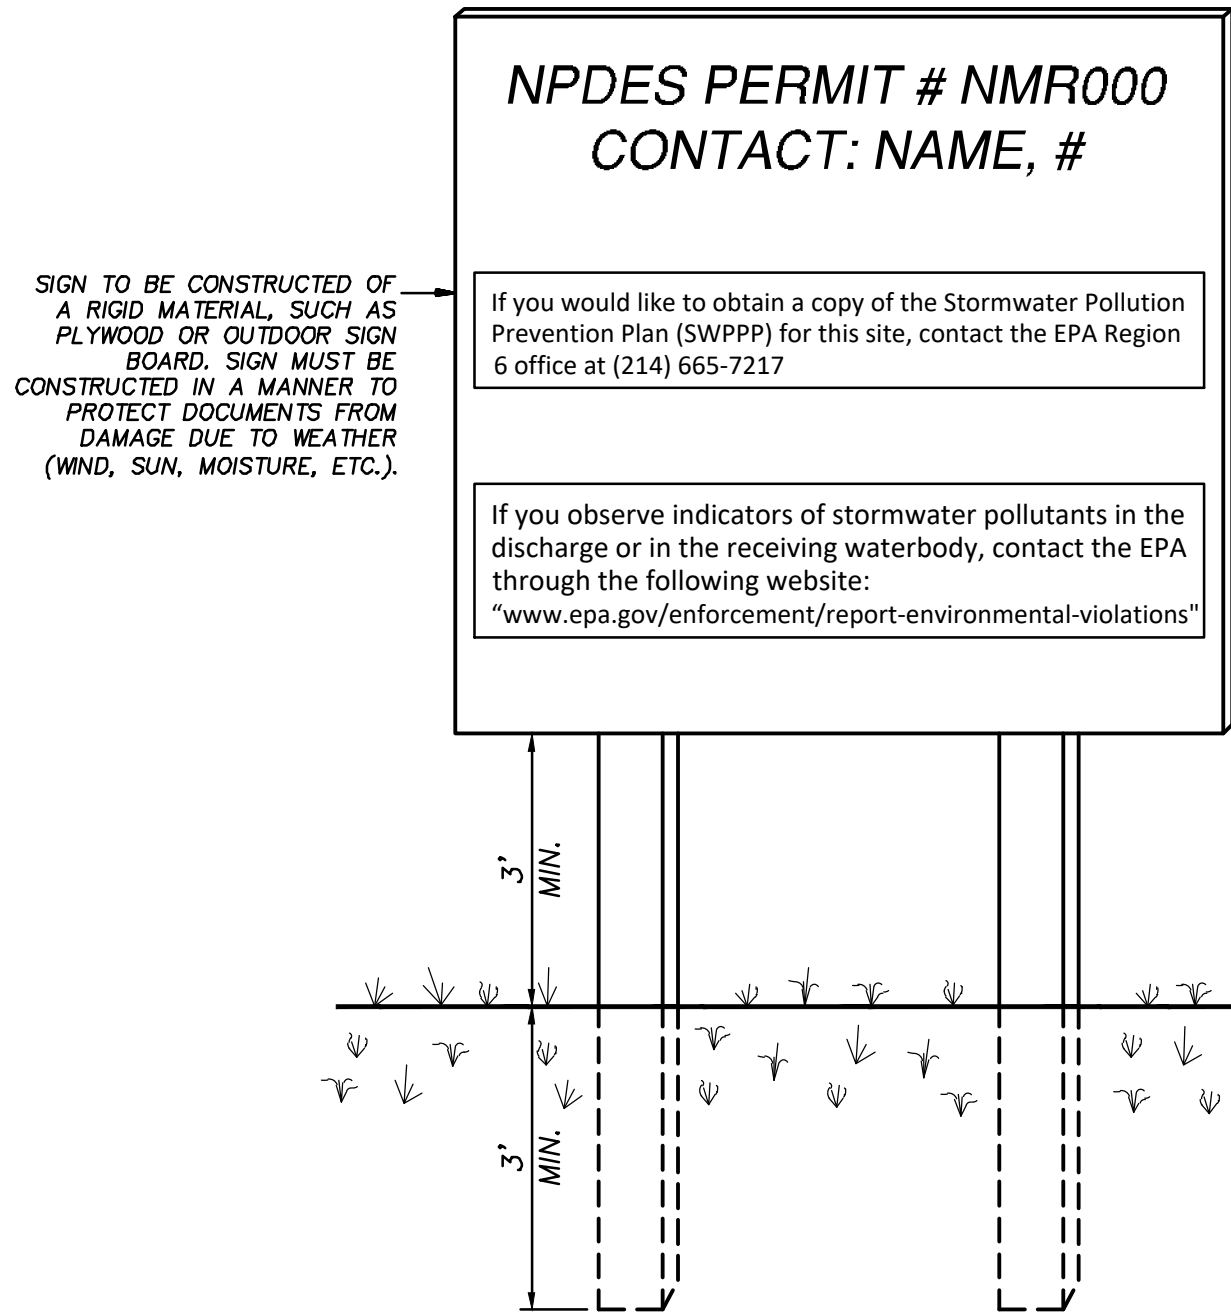 NPDES PERMIT # NMR000
CONTACT: NAME, #
SIGN TO BE CONSTRUCTED OF
A RIGID MATERIAL, SUCH AS
PLYWOOD OR OUTDOOR SIGN
BOARD. SIGN MUST BE
CONSTRUCTED IN A MANNER TO
PROTECT DOCUMENTS FROM
DAMAGE DUE TO WEATHER
(WIND, SUN, MOISTURE, ETC.).
If you would like to obtain a copy of the Stormwater Pollution
Prevention Plan (SWPPP) for this site, contact the EPA Region
6 office at (214) 665-7217
If you observe indicators of stormwater pollutants in the
discharge or in the receiving waterbody, contact the EPA
through the following website:
“www.epa.gov/enforcement/report-environmental-violations"
3'
MIN.
3'
MIN.